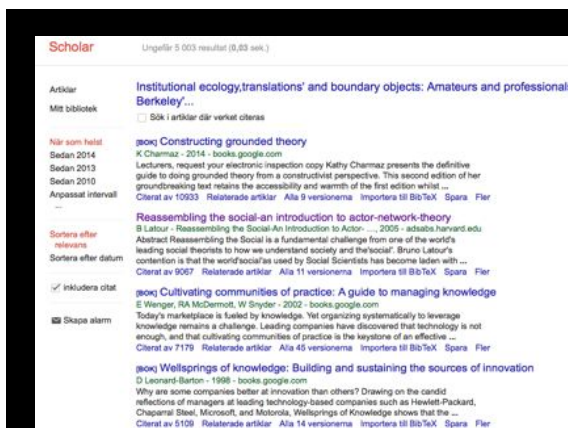 Scholar
Ungefär 5 003 resultat (0,03 sek.)
Artiklar
Mitt bibliotek
När som helst
Sedan 2014
Sedan 2013
Sedan 2010
Anpassat intervall
...
Sortera efter
relevans
Sortera efter datum
inkludera citat
Skapa alarm
Institutional ecology,translations' and boundary objects: Amateurs and professionals
Berkeley'...
Sök i artiklar där verket citeras
[BOK] Constructing grounded theory
K Charmaz - 2014 - books.google.com
Lecturers, request your electronic inspection copy Kathy Charmaz presents the definitive
guide to doing grounded theory from a constructivist perspective. This second edition of her
groundbreaking text retains the accessibility and warmth of the first edition whilst ...
Citerat av 10933 Relaterade artiklar Alla 9 versionerna Importera till BibTeX Spara Fler
Reassembling the social-an introduction to actor-network-theory
B Latour - Reassembling the Social-An Introduction to Actor- ..., 2005 - adsabs.harvard.edu
Abstract Reassembling the Social is a fundamental challenge from one of the world's
leading social theorists to how we understand society and the'social'. Bruno Latour's
contention is that the world'social'as used by Social Scientists has become laden with ...
Citerat av 9067 Relaterade artiklar Alla 11 versionerna Importera till BibTeX Spara Fler
[BOK] Cultivating communities of practice: A guide to managing knowledge
E Wenger, RA McDermott, W Snyder - 2002 - books.google.com
Today's marketplace is fueled by knowledge. Yet organizing systematically to leverage
knowledge remains a challenge. Leading companies have discovered that technology is not
enough, and that cultivating communities of practice is the keystone of an effective ...
Citerat av 7179 Relaterade artiklar Alla 45 versionerna Importera till BibTeX Spara Fler
[BOK] Wellsprings of knowledge: Building and sustaining the sources of innovation
D Leonard-Barton - 1998 - books.google.com
Why are some companies better at innovation than others? Drawing on the candid
reflections of managers at leading technology-based companies such as Hewlett-Packard,
Chaparral Steel, Microsoft, and Motorola, Wellsprings of Knowledge shows that the ...
Citerat av 5109 Relaterade artiklar Alla 14 versionerna Importera till BibTeX Spara Fler